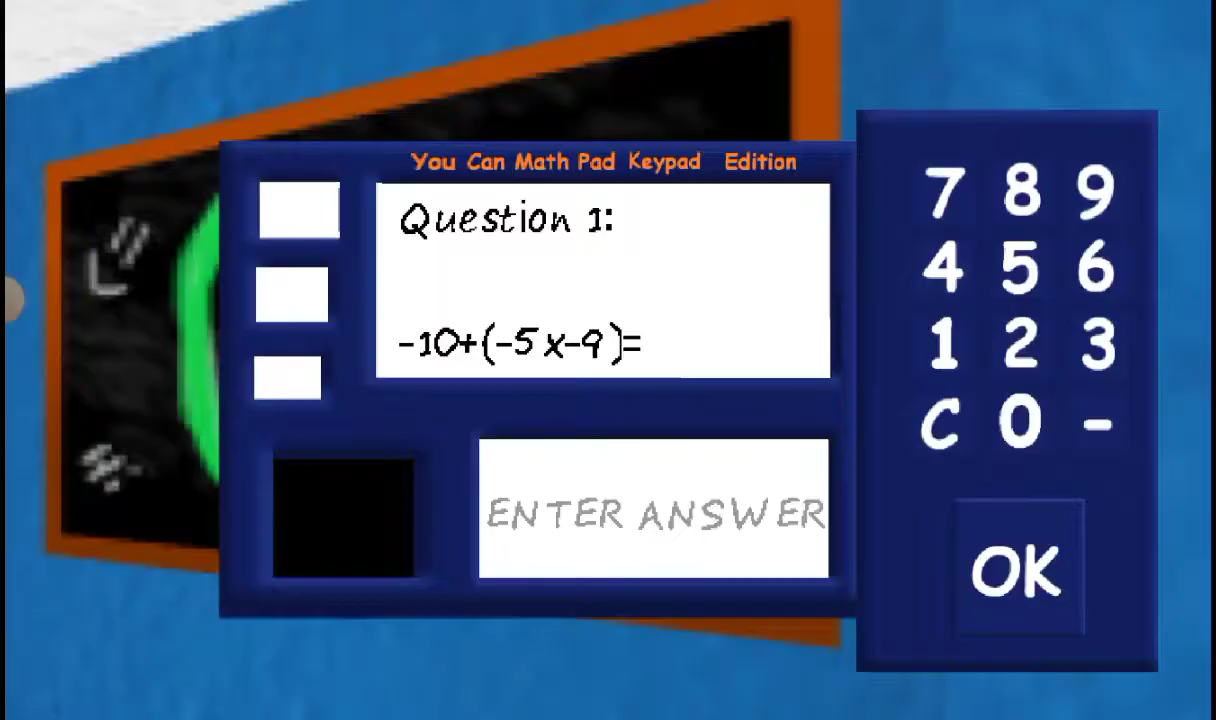 You Can Math Pad Keypad Edition
Question 1:
-10+(-5x-9)=
ENTER ANSWER
7 8 9
4 5 6
1 2 3
C 0 -
OK